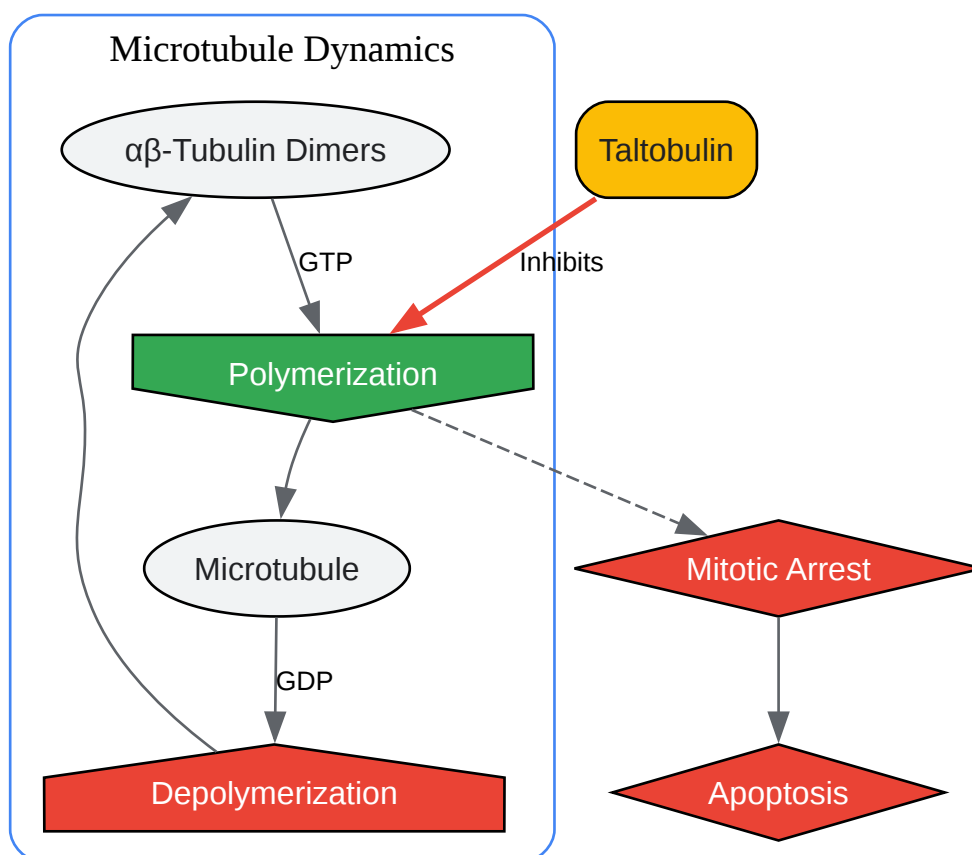 Microtubule Dynamics
αβ-Tubulin Dimers
Taltobulin
GTP
Inhibits
Polymerization
Microtubule
Mitotic Arrest
GDP
Depolymerization
Apoptosis